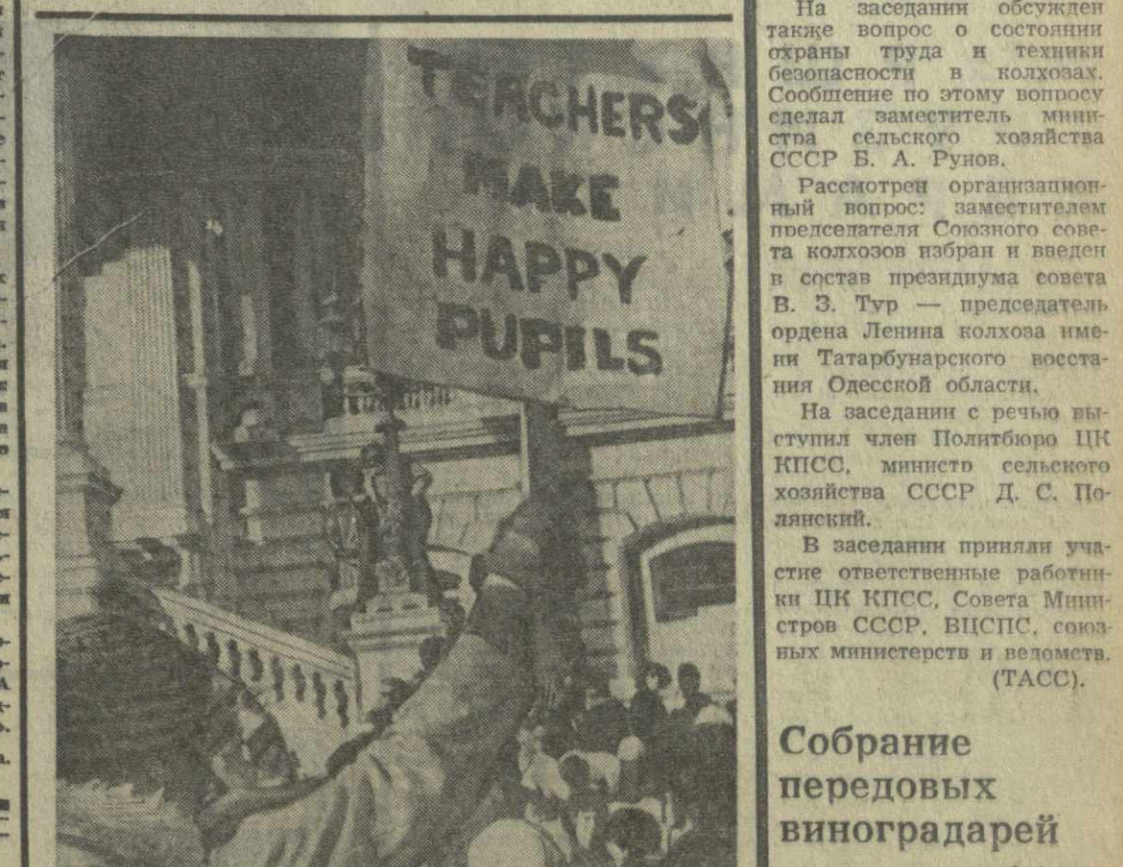 TEACHERS
MAKE
HAPPY
PUPILS
На заседании обсужден
также вопрос о состоянии
охраны труда и техники
безопасности в колхозах.
Сообщение по этому вопросу
сделал заместитель мини-
стра сельского хозяйства
СССР Б. А. Рунов.
Рассмотрен организацион-
ный вопрос: заместителем
председателя Союзного сове-
та колхозов избран и введен
в состав президиума совета
В. З. Тур — председатель
ордена Ленина колхоза име-
ни Татарбунарского восста-
ния Одесской области.
На заседании с речью вы-
ступил член Политбюро ЦК
КПСС, министр сельского
хозяйства СССР Д. С. По-
лянский.
В заседании приняли уча-
стие ответственные работни-
ки ЦК КПСС, Совета Мини-
стров СССР, ВЦСПС, союз-
ных министерств и ведомств.
(ТАСС).
Собрание
передовых
виноградарей